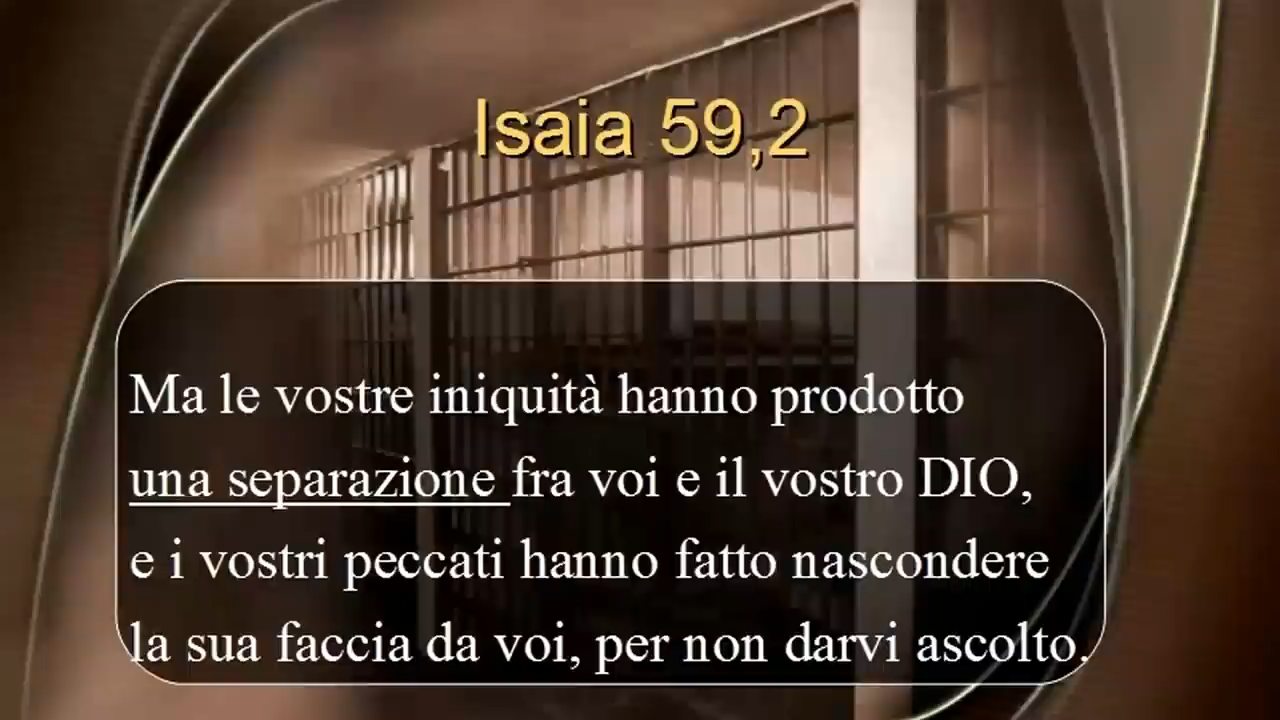 Isaia 59,2
Ma le vostre iniquità hanno prodotto
una separazione fra voi e il vostro DIO,
e i vostri peccati hanno fatto nascondere
la sua faccia da voi, per non darvi ascolto.